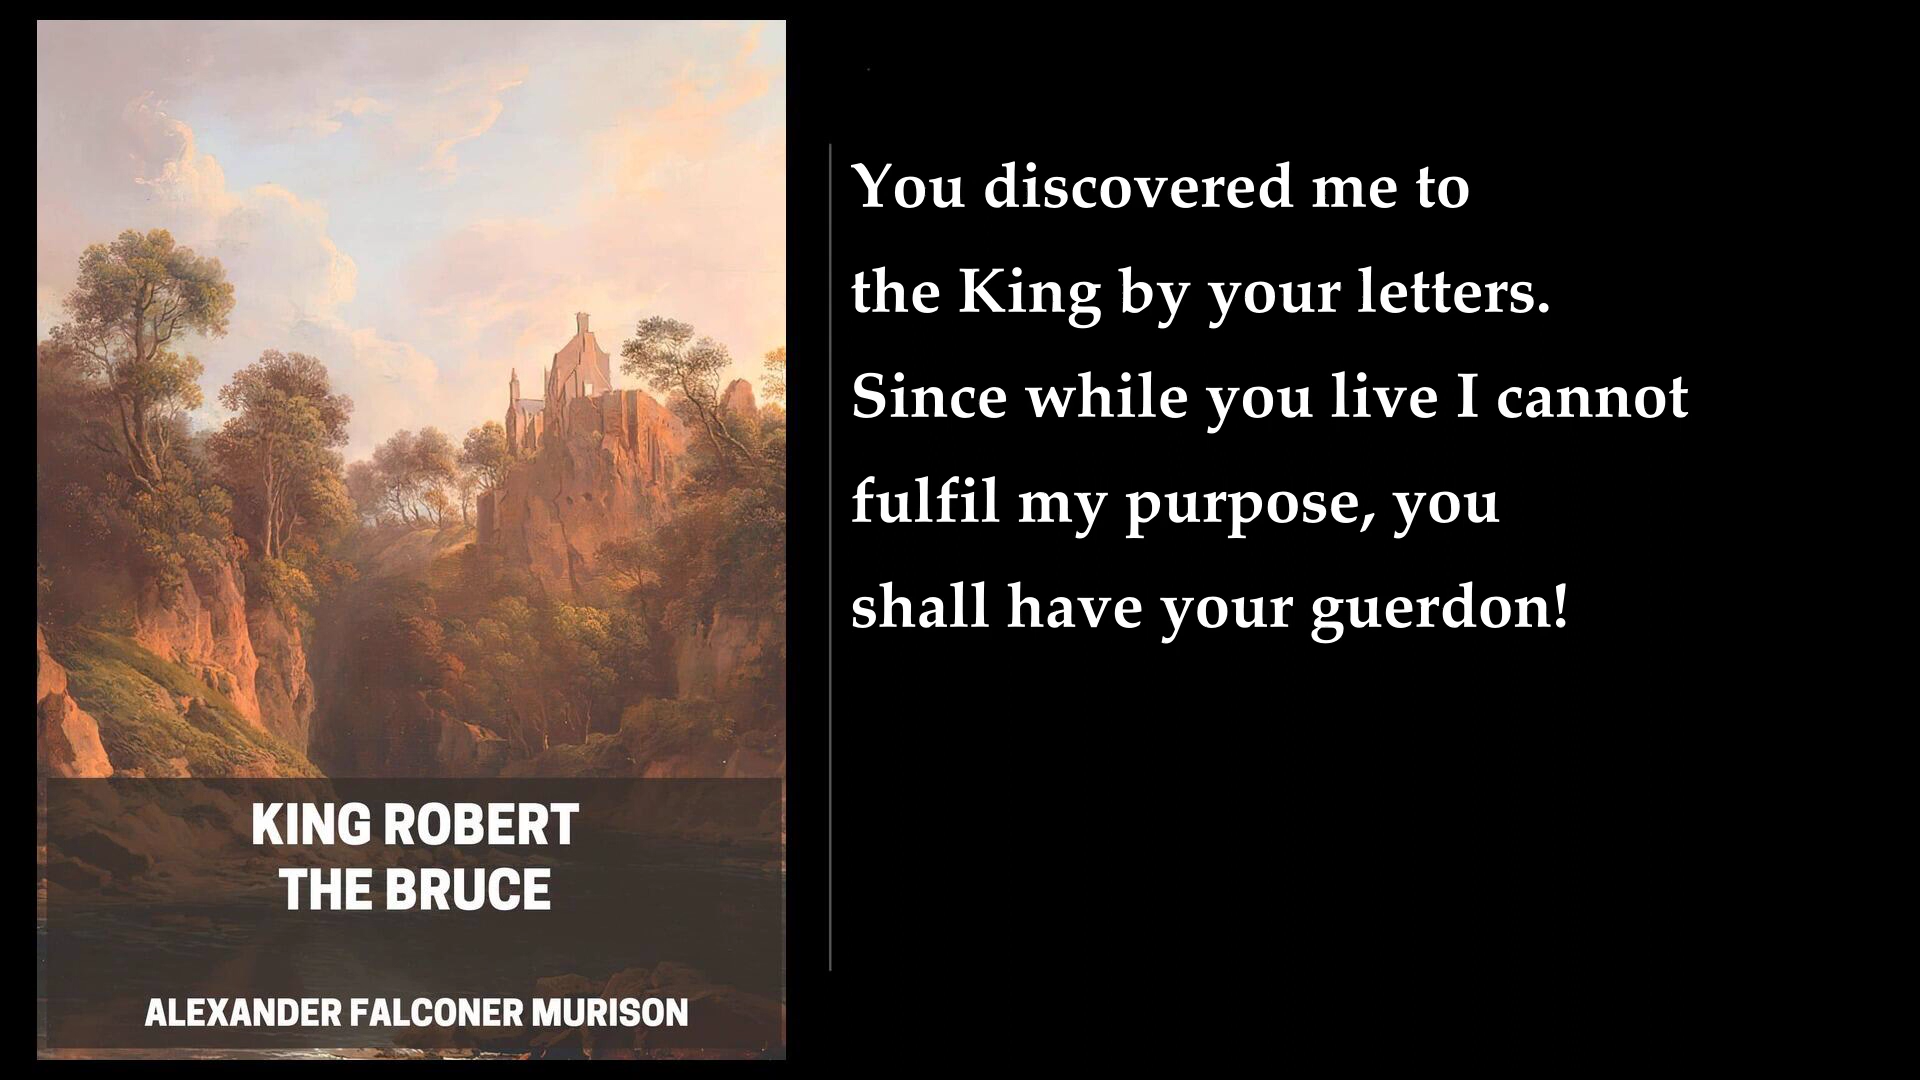 You discovered me to
the King by your letters.
Since while you live I cannot
fulfil my purpose, you
shall have your guerdon!
KING ROBERT
THE BRUCE
ALEXANDER FALCONER MURISON